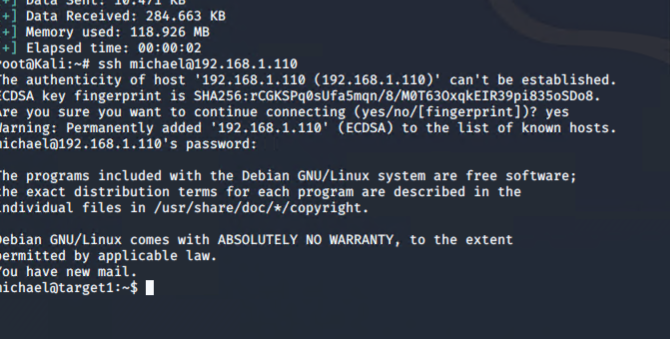 +] Data Sent: 10.471 KB
+] Data Received: 284.663 KB
+] Memory used: 118.926 MB
+] Elapsed time: 00:00:02
root@Kali:~# ssh michael@192.168.1.110
The authenticity of host '192.168.1.110 (192.168.1.110)' can't be established.
ECDSA key fingerprint is SHA256:rCGKSPq0sUfa5mqn/8/M0T63OxqkEIR39pi835oSDo8.
Are you sure you want to continue connecting (yes/no/[fingerprint])? yes
Warning: Permanently added '192.168.1.110' (ECDSA) to the list of known hosts.
michael@192.168.1.110's password:
The programs included with the Debian GNU/Linux system are free software;
the exact distribution terms for each program are described in the
individual files in /usr/share/doc/*/copyright.
Debian GNU/Linux comes with ABSOLUTELY NO WARRANTY, to the extent
permitted by applicable law.
You have new mail.
michael@target1:~$